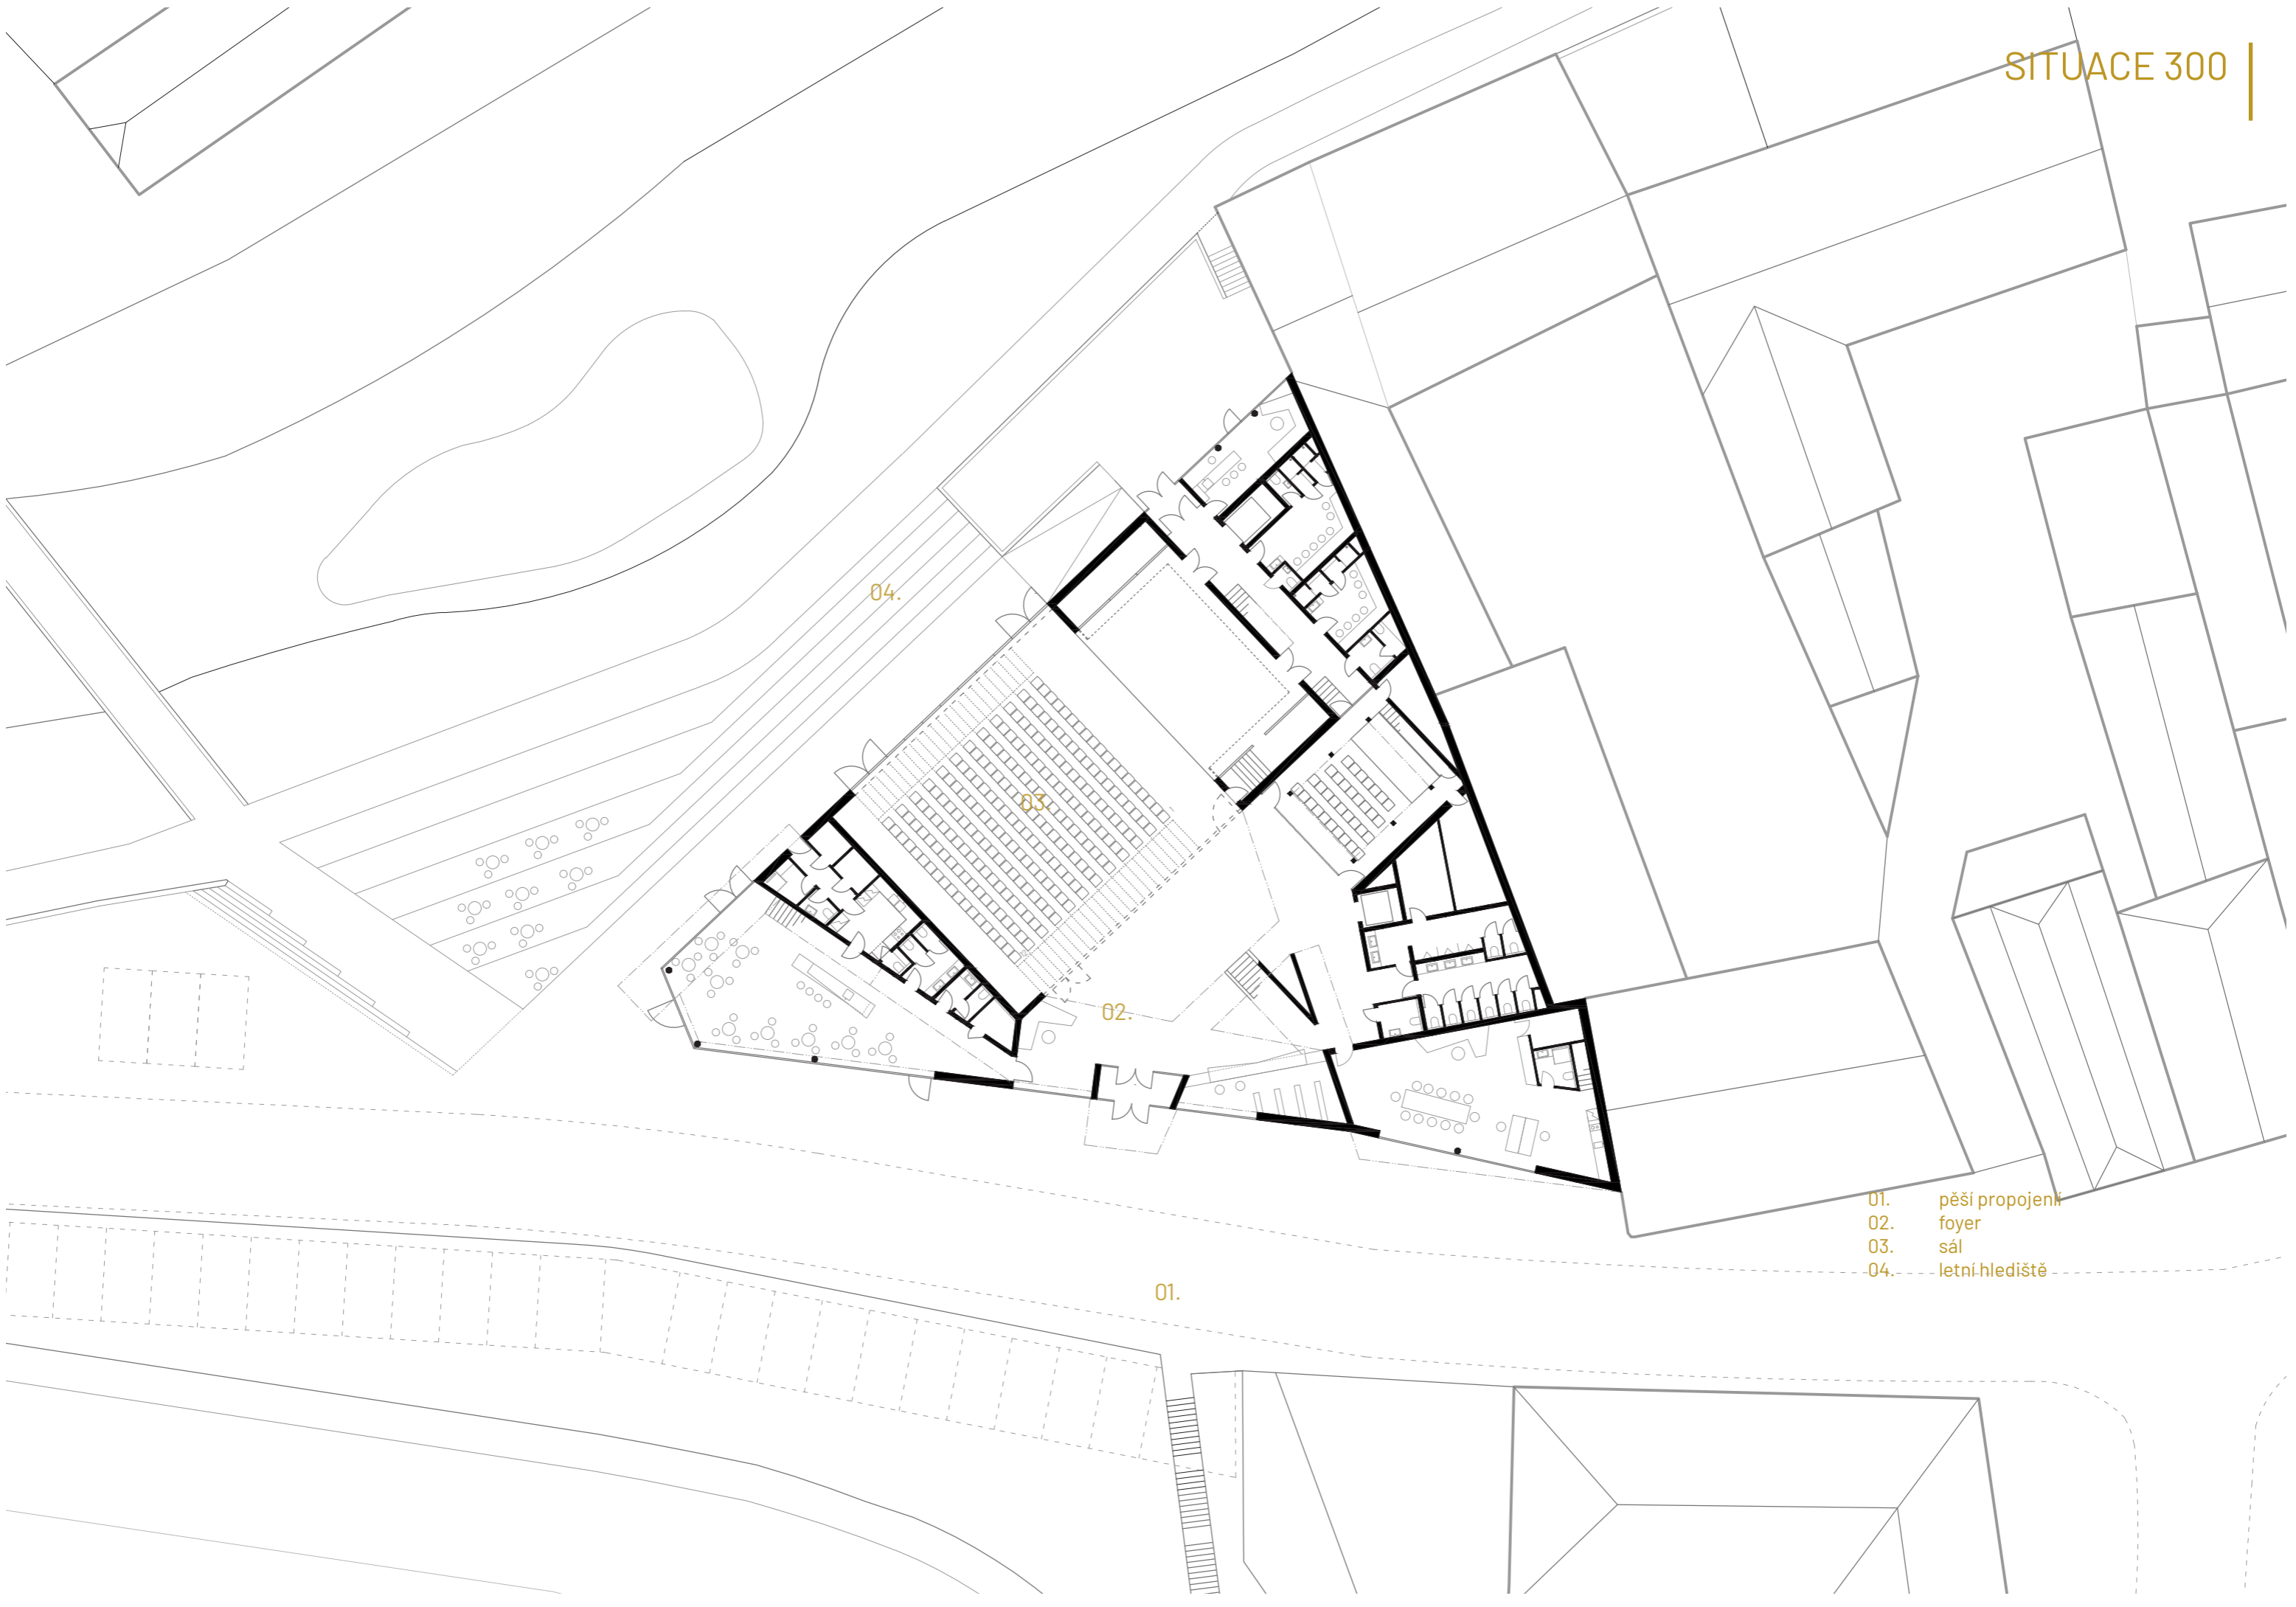 SITUACE 300
04.
03.
02.
01. pěší propojení
02. foyer
03. sál
04. letní hlediště
01.